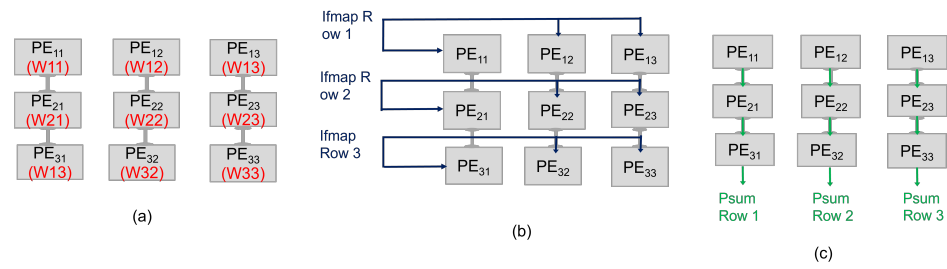 PE11
(W11)
PE12
(W12)
PE13
(W13)
PE21
(W21)
PE22
(W22)
PE23
(W23)
PE31
(W13)
PE32
(W32)
PE33
(W33)
(a)
Ifmap R
ow 1
PE11
PE12
PE13
Ifmap R
ow 2
PE21
PE22
PE23
Ifmap
Row 3
PE31
PE32
PE33
(b)
PE11
PE12
PE13
PE21
PE22
PE23
PE31
PE32
PE33
Psum
Row 1
Psum
Row 2
Psum
Row 3
(c)